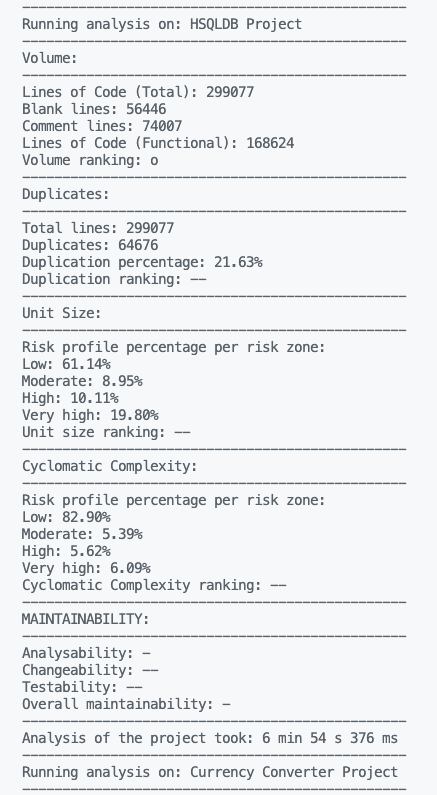 ————————————————————————————————————————————————
Running analysis on: HSQLDB Project
————————————————————————————————————————————————
Volume:
————————————————————————————————————————————————
Lines of Code (Total): 299077
Blank lines: 56446
Comment lines: 74007
Lines of Code (Functional): 168624
Volume ranking: o
————————————————————————————————————————————————
Duplicates:
————————————————————————————————————————————————
Total lines: 299077
Duplicates: 64676
Duplication percentage: 21.63%
Duplication ranking: --
————————————————————————————————————————————————
Unit Size:
————————————————————————————————————————————————
Risk profile percentage per risk zone:
Low: 61.14%
Moderate: 8.95%
High: 10.11%
Very high: 19.80%
Unit size ranking: --
————————————————————————————————————————————————
Cyclomatic Complexity:
————————————————————————————————————————————————
Risk profile percentage per risk zone:
Low: 82.90%
Moderate: 5.39%
High: 5.62%
Very high: 6.09%
Cyclomatic Complexity ranking: --
————————————————————————————————————————————————
MAINTAINABILITY:
————————————————————————————————————————————————
Analysability: -
Changeability: --
Testability: --
Overall maintainability: -
————————————————————————————————————————————————
Analysis of the project took: 6 min 54 s 376 ms
————————————————————————————————————————————————
Running analysis on: Currency Converter Project
————————————————————————————————————————————————